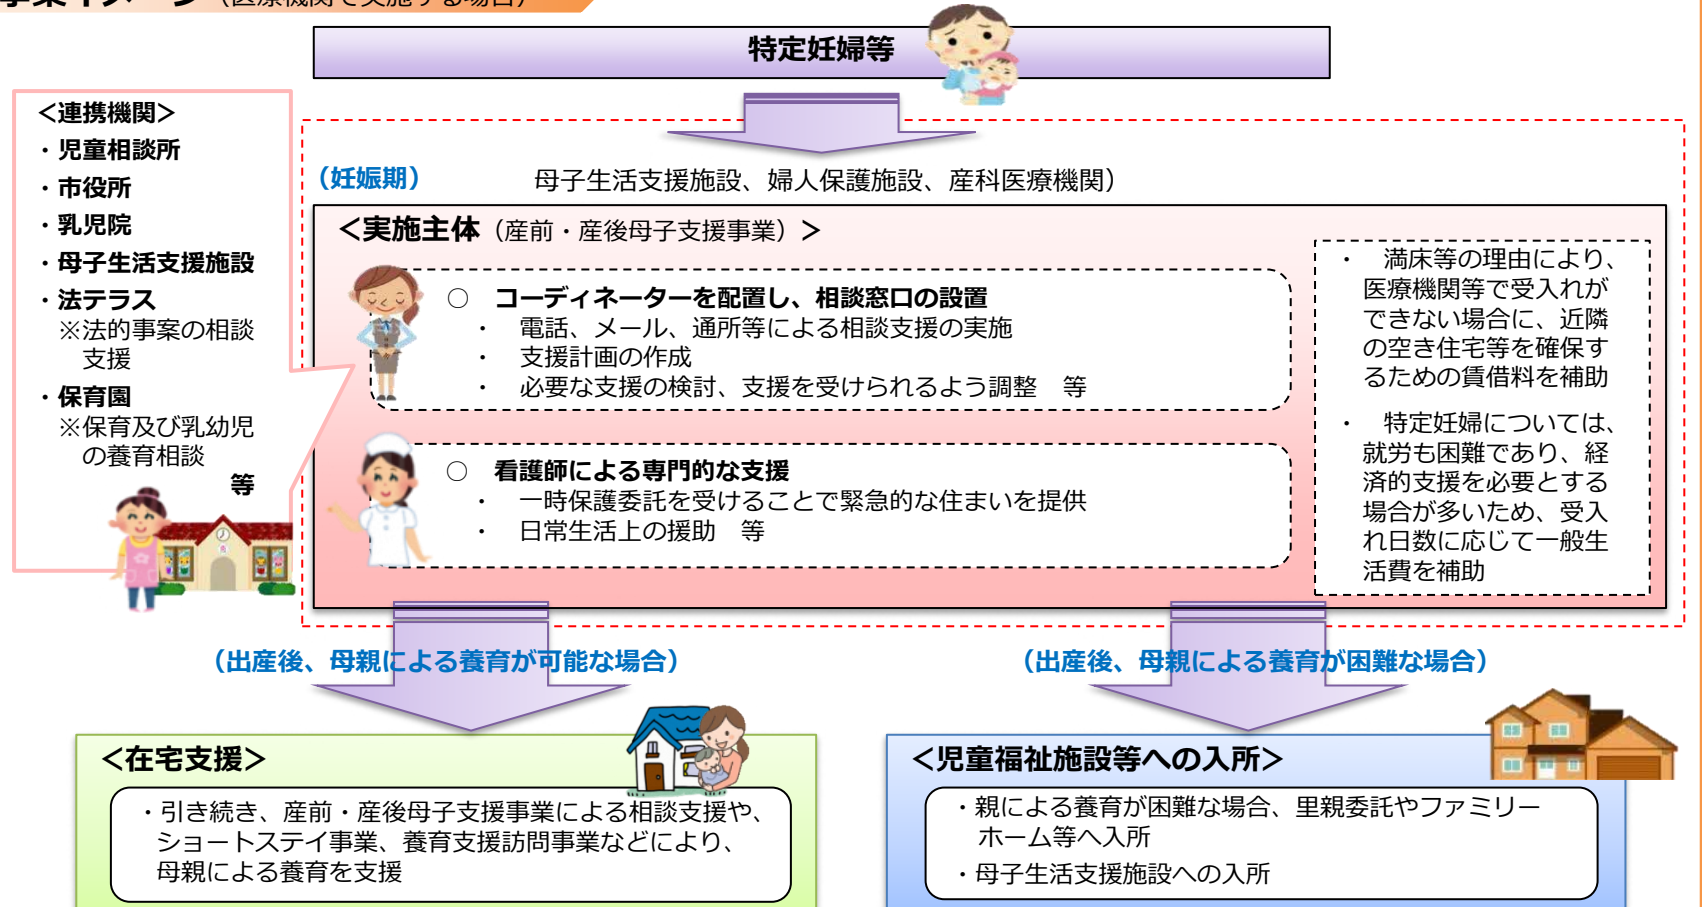 事業イメージ（医療機関で実施する場合）
特定妊婦等
＜連携機関＞
・児童相談所
・市役所
・乳児院
・母子生活支援施設
・法テラス
※法的事案の相談
支援
・保育園
※保育及び乳幼児
の養育相談
等
（妊娠期）
母子生活支援施設、婦人保護施設、産科医療機関）
＜実施主体（産前・産後母子支援事業）＞
○　コーディネーターを配置し、相談窓口の設置
・　電話、メール、通所等による相談支援の実施
・　支援計画の作成
・　必要な支援の検討、支援を受けられるよう調整　等
○　看護師による専門的な支援
・　一時保護委託を受けることで緊急的な住まいを提供
・　日常生活上の援助　等
・　満床等の理由により、
医療機関等で受入れが
できない場合に、近隣
の空き住宅等を確保す
るための賃借料を補助
・　特定妊婦については、
就労も困難であり、経
済的支援を必要とする
場合が多いため、受入
れ日数に応じて一般生
活費を補助
（出産後、母親による養育が可能な場合）
（出産後、母親による養育が困難な場合）
＜在宅支援＞
・引き続き、産前・産後母子支援事業による相談支援や、
ショートステイ事業、養育支援訪問事業などにより、
母親による養育を支援
＜児童福祉施設等への入所＞
・親による養育が困難な場合、里親委託やファミリー
ホーム等へ入所
・母子生活支援施設への入所